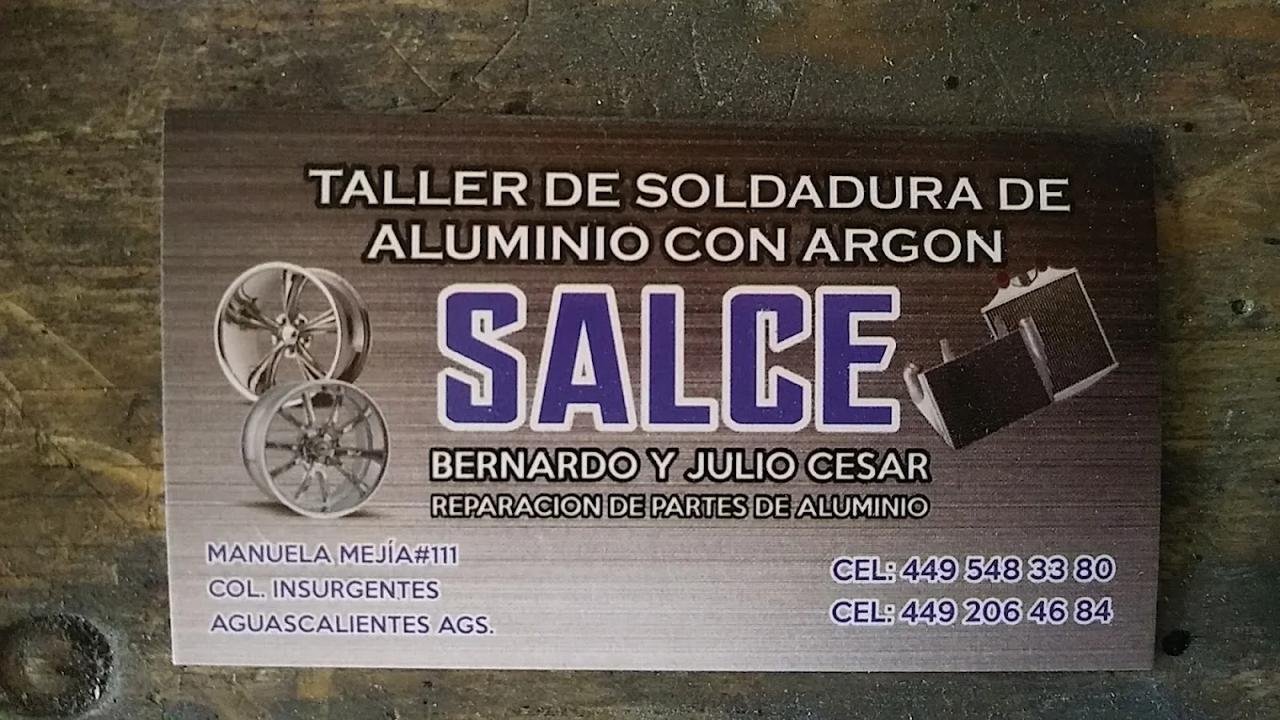 TALLER DE SOLDADURA DE
ALUMINIO CON ARGON
SALCE
BERNARDO Y JULIO CESAR
REPARACION DE PARTES DE ALUMINIO
MANUELA MEJÍA#111
COL. INSURGENTES
AGUASCALIENTES AGS.
CEL: 449 548 33 80
CEL: 449 206 46 84